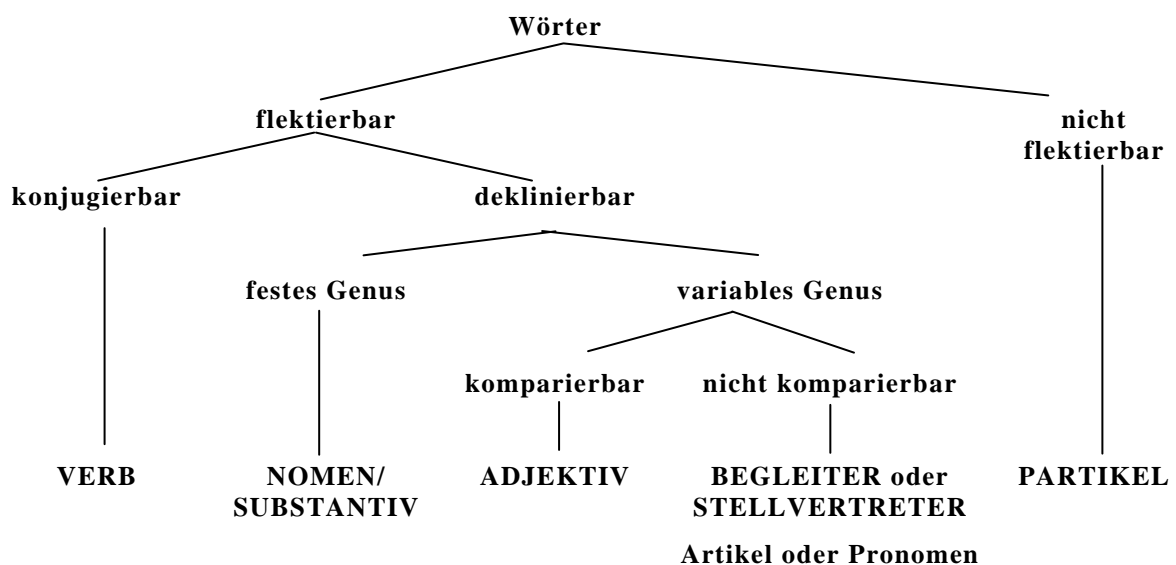 Wörter
flektierbar
nicht
flektierbar
konjugierbar
deklinierbar
festes Genus
variables Genus
komparierbar
nicht komparierbar
VERB
NOMEN/
SUBSTANTIV
ADJEKTIV
BEGLEITER oder
STELLVERTRETER
Artikel oder Pronomen
PARTIKEL